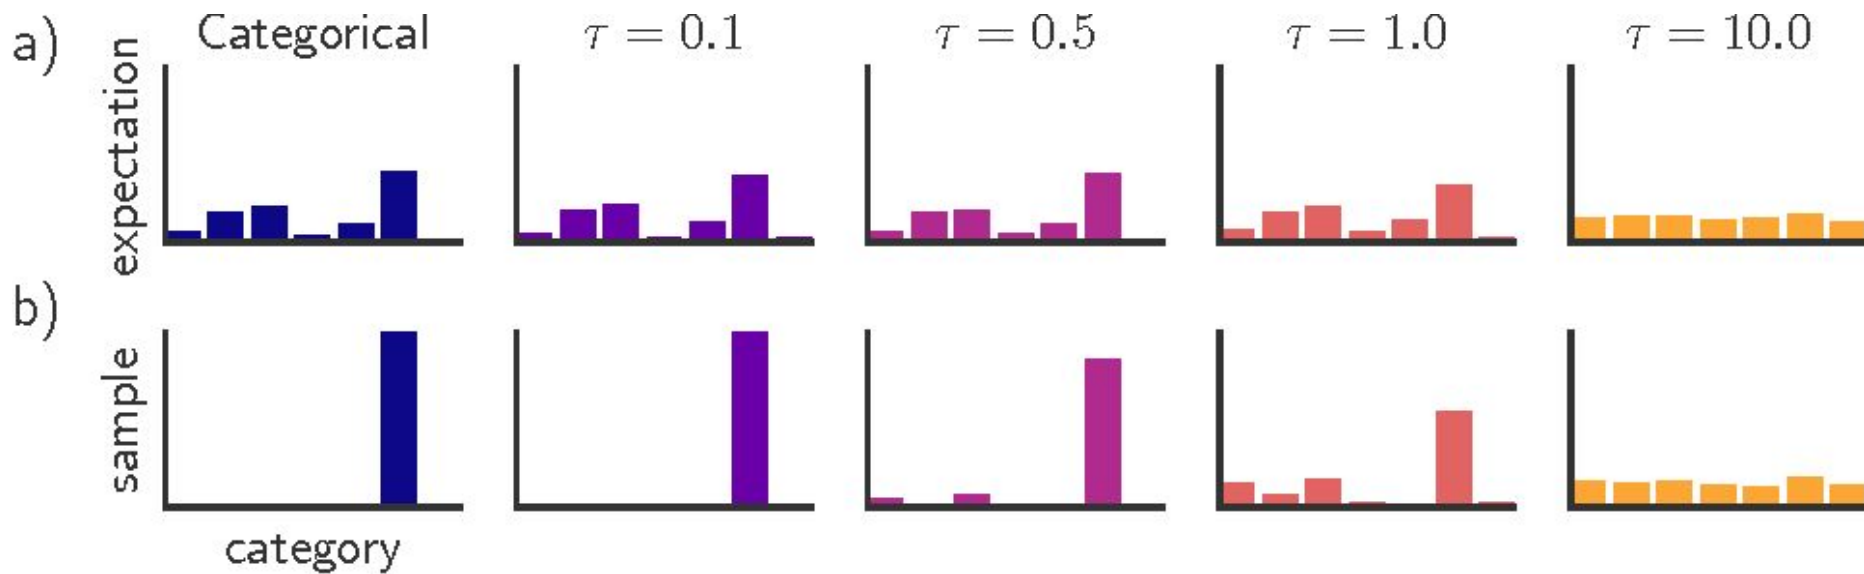 a)
Categorical
τ = 0.1
τ = 0.5
τ = 1.0
τ = 10.0
expectation
b)
sample
category